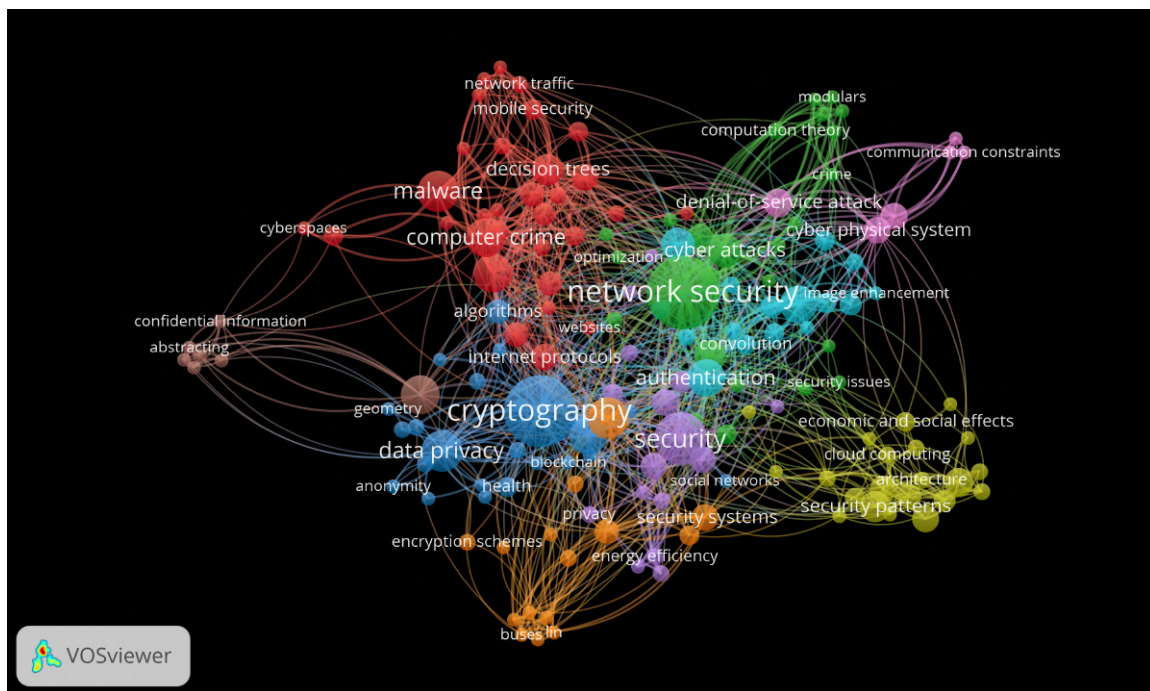 network traffic
modulars
mobile security
computation theory
communication constraints
decision trees
crime
malware
denial-of-service attack
cyberspaces
computer crime
cyber physical system
cyber attacks
optimization
network security
image enhancement
algorithms
confidential information
websites
abstracting
internet protocols
convolution
authentication
security issues
geometry
cryptography
economic and social effects
data privacy
security
cloud computing
blockchain
anonymity
health
social networks
architecture
security patterns
privacy
security systems
encryption schemes
energy efficiency
buses
lin
VOSviewer